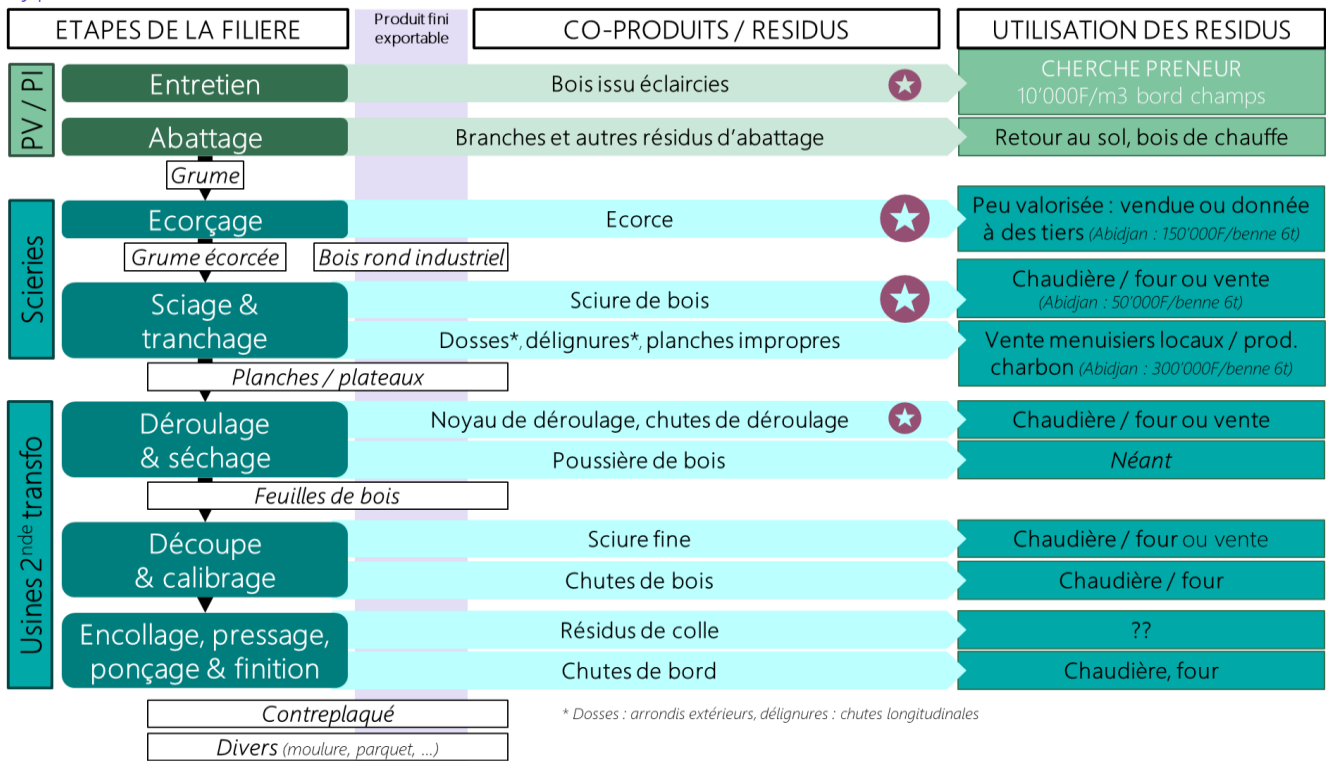 ETAPES DE LA FILIERE
Produit fini
exportable
CO-PRODUITS / RESIDUS
UTILISATION DES RESIDUS
PV / PI
Entretien
Bois issu éclaircies
CHERCHE PRENEUR
10'000F/m3 bord champs
Abattage
Branches et autres résidus d'abattage
Retour au sol, bois de chauffe
Grume
Scieries
Ecorçage
Ecorce
Peu valorisée : vendue ou donnée
à des tiers (Abidjan : 150'000F/benne 6t)
Grume écorcée
Bois rond industriel
Sciage &
tranchage
Sciure de bois
Chaudière / four ou vente
(Abidjan : 50'000F/benne 6t)
Dosses*, délignures*, planches impropres
Vente menuisiers locaux / prod.
charbon (Abidjan : 300'000F/benne 6t)
Planches / plateaux
Usines 2nde transfo
Déroulage
& séchage
Noyau de déroulage, chutes de déroulage
Chaudière / four ou vente
Poussière de bois
Néant
Feuilles de bois
Découpe
& calibrage
Sciure fine
Chaudière / four ou vente
Chutes de bois
Chaudière / four
Encollage, pressage,
ponçage & finition
Résidus de colle
??
Chutes de bord
Chaudière, four
Contreplaqué
* Dosses : arrondis extérieurs, délignures : chutes longitudinales
Divers (moulure, parquet, ...)